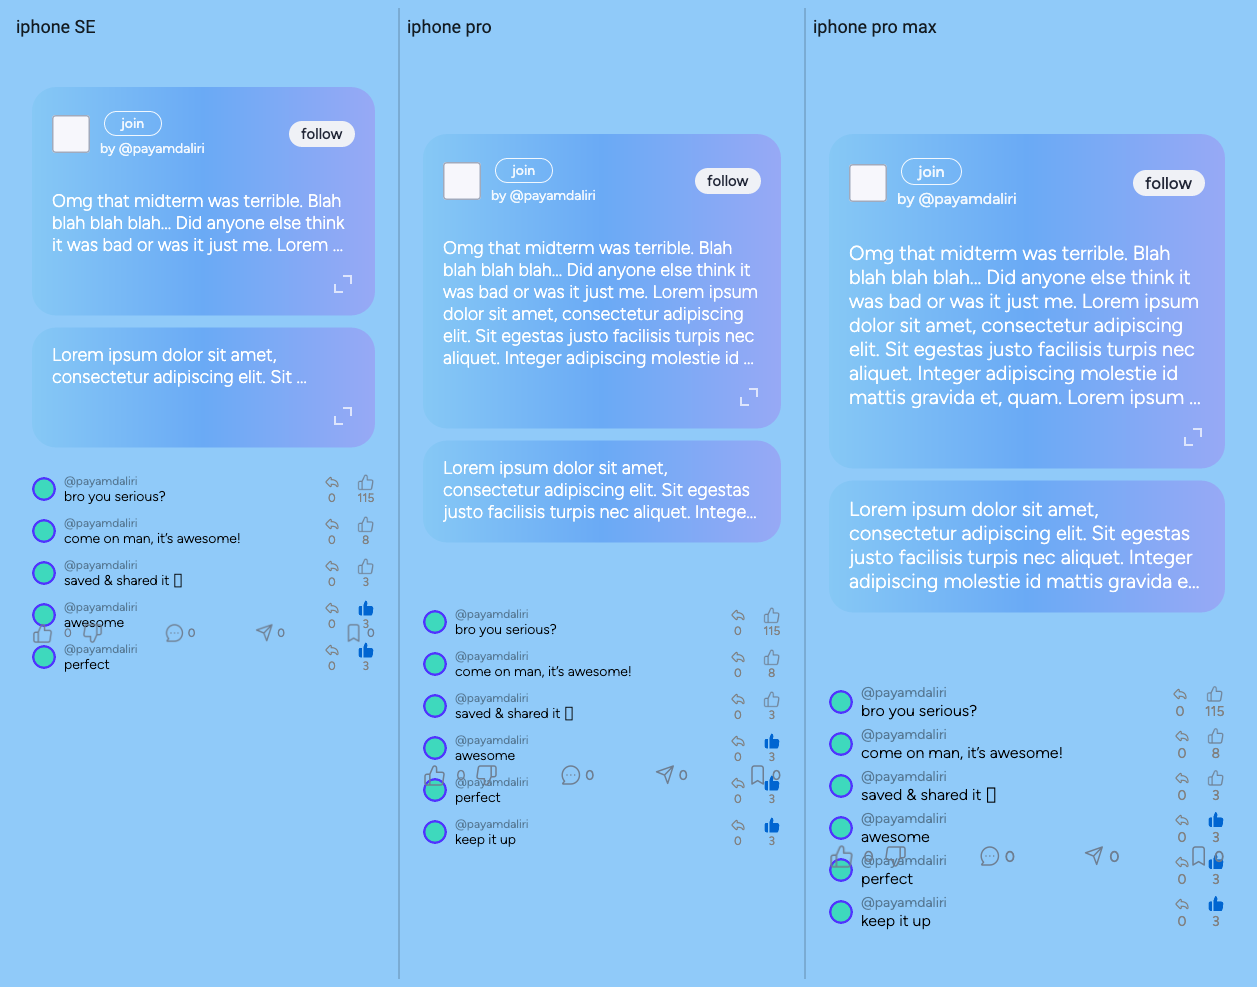 iphone SE
join
by @payamdaliri
follow
Omg that midterm was terrible. Blah
blah blah blah... Did anyone else think
it was bad or was it just me. Lorem ...
Lorem ipsum dolor sit amet,
consectetur adipiscing elit. Sit ...
@payamdaliri
bro you serious?
0 115
@payamdaliri
come on man, it's awesome!
0 8
@payamdaliri
saved & shared it
0 3
@payamdaliri
awesome
0 3
0 0 0 0
@payamdaliri
perfect
0 3
iphone pro
join
by @payamdaliri
follow
Omg that midterm was terrible. Blah
blah blah blah... Did anyone else think it
was bad or was it just me. Lorem ipsum
dolor sit amet, consectetur adipiscing
elit. Sit egestas justo facilisis turpis nec
aliquet. Integer adipiscing molestie id ...
Lorem ipsum dolor sit amet,
consectetur adipiscing elit. Sit egestas
justo facilisis turpis nec aliquet. Intege...
@payamdaliri
bro you serious?
0 115
@payamdaliri
come on man, it's awesome!
0 8
@payamdaliri
saved & shared it
0 3
@payamdaliri
awesome
0 3
0 0 0 0
@payamdaliri
perfect
0 3
@payamdaliri
keep it up
0 3
iphone pro max
join
by @payamdaliri
follow
Omg that midterm was terrible. Blah
blah blah blah... Did anyone else think it
was bad or was it just me. Lorem ipsum
dolor sit amet, consectetur adipiscing
elit. Sit egestas justo facilisis turpis nec
aliquet. Integer adipiscing molestie id
mattis gravida et, quam. Lorem ipsum ...
Lorem ipsum dolor sit amet,
consectetur adipiscing elit. Sit egestas
justo facilisis turpis nec aliquet. Integer
adipiscing molestie id mattis gravida e...
@payamdaliri
bro you serious?
0 115
@payamdaliri
come on man, it's awesome!
0 8
@payamdaliri
saved & shared it
0 3
@payamdaliri
awesome
0 3
0 0 0 0
@payamdaliri
perfect
0 3
@payamdaliri
keep it up
0 3